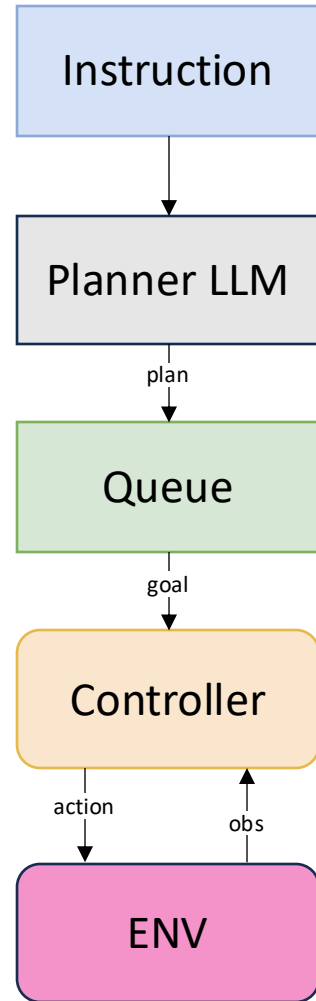 Instruction
Planner LLM
plan
Queue
goal
Controller
action
obs
ENV